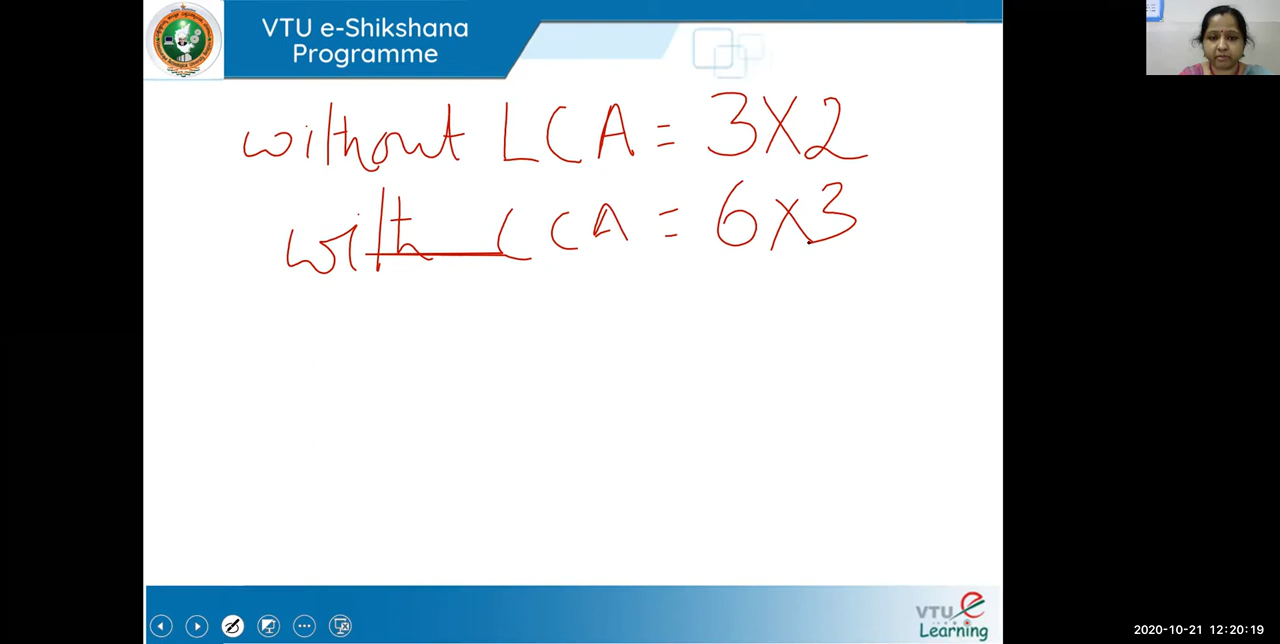 VTU e-Shikshana
Programme
without LCA = 3X2
with LCA = 6X3
VTU e
Learning
2020-10-21 12:20:19